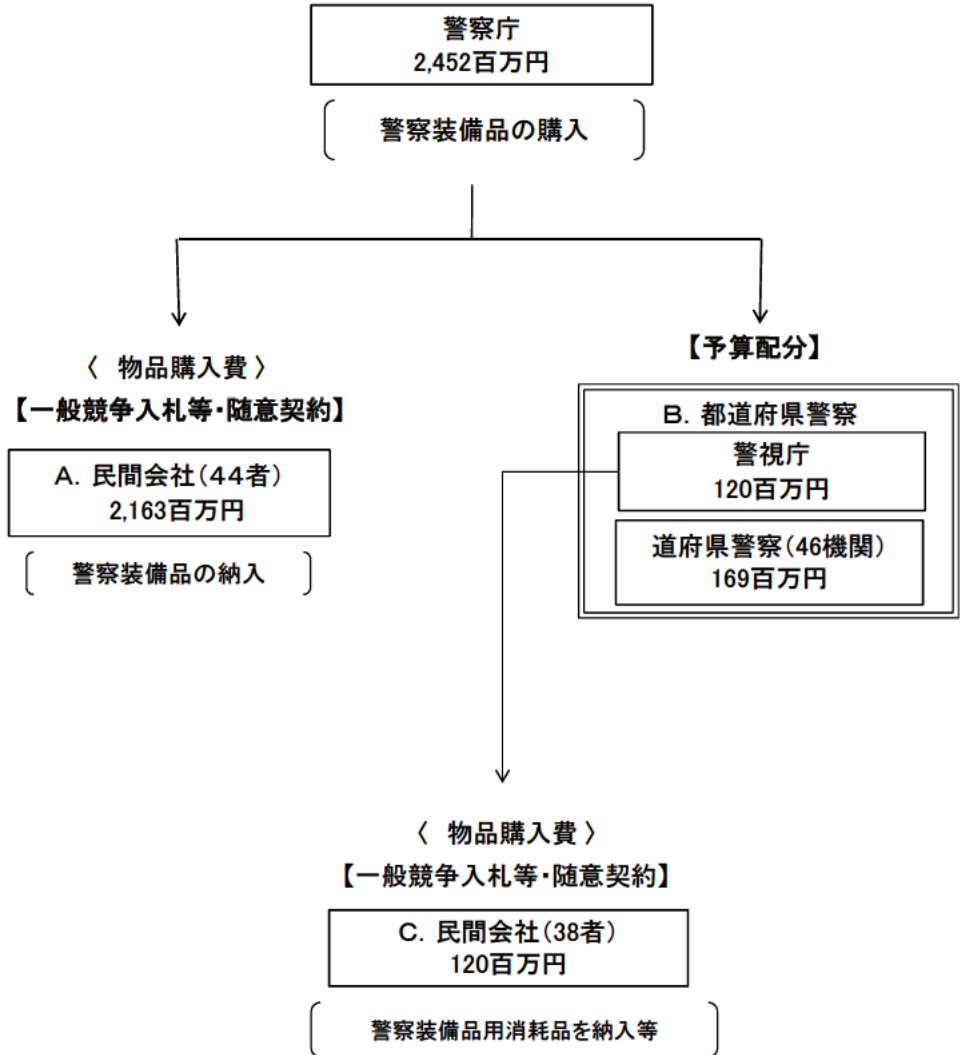 警察庁
2,452百万円
警察装備品の購入
〈 物品購入費 〉
【一般競争入札等・随意契約】
A．民間会社（44者）
2,163百万円
警察装備品の納入
【予算配分】
B．都道府県警察
警視庁
120百万円
道府県警察（46機関）
169百万円
〈 物品購入費 〉
【一般競争入札等・随意契約】
C．民間会社（38者）
120百万円
警察装備品用消耗品を納入等